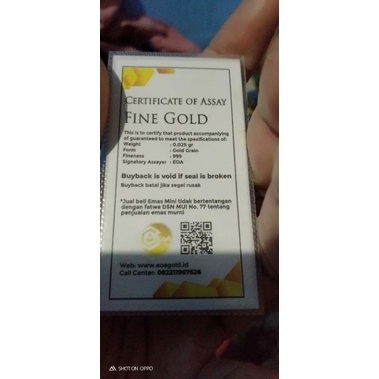 CERTIFICATE OF ASSAY
FINE GOLD
This is to certify that product accompanying
of guaranteed to meet the spesifications of:
Weight : 0,025 gr
Form : Gold Grain
Fineness : 999
Signatory Assayer : EOA
Buyback is void if seal is broken
Buyback batal jika segel rusak
*Jual beli Emas Mini tidak bertentangan
dengan fatwa DSN MUI No. 77 tentang
penjualan emas murni
Web: www.eoagold.id
Call Center: 082211967626
SHOT ON OPPO